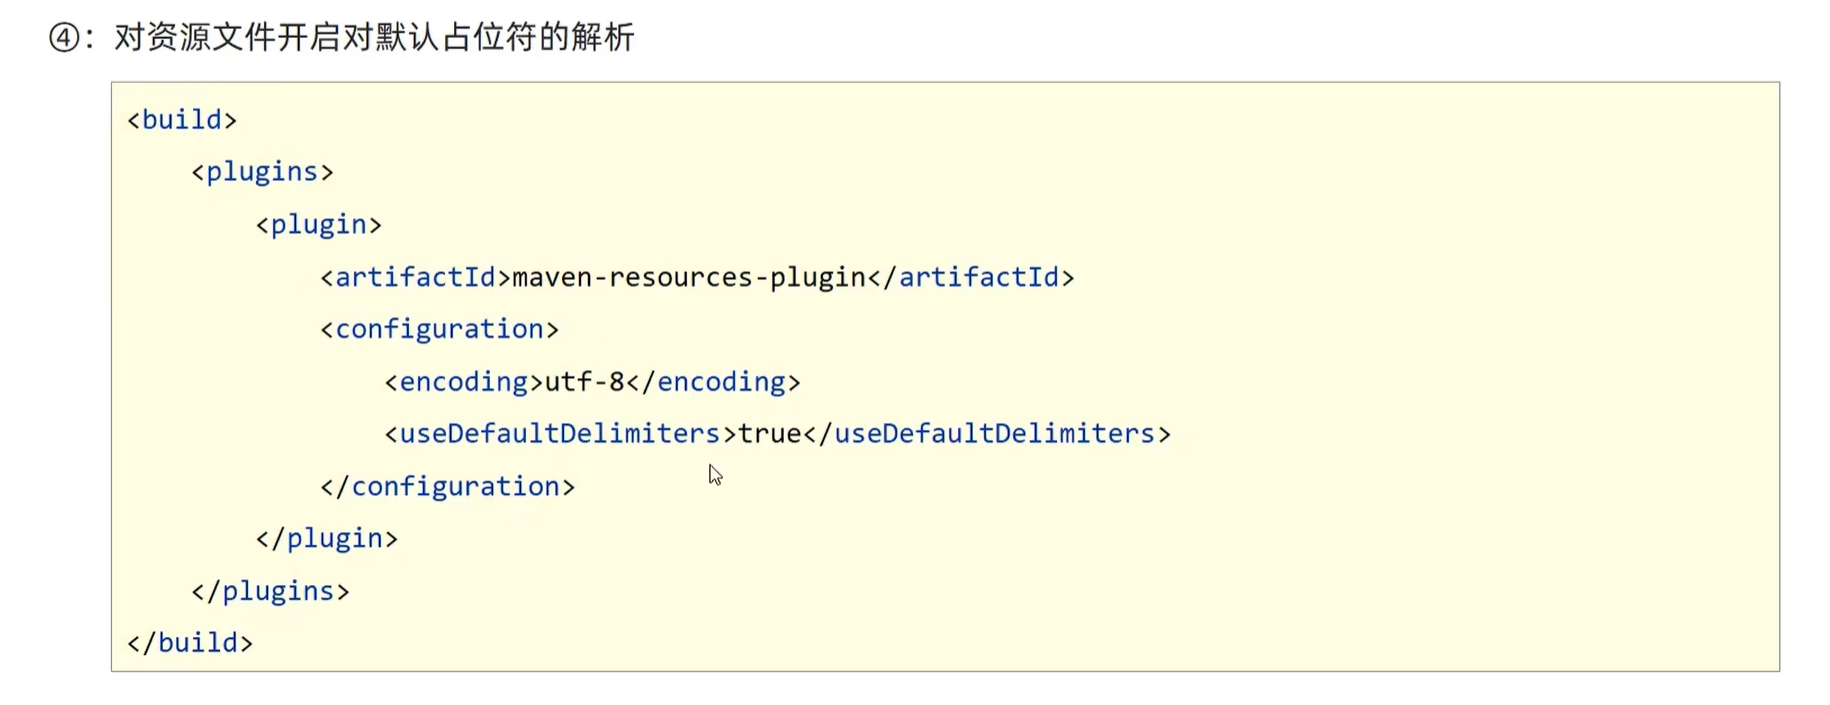 ④：对资源文件开启对默认占位符的解析
<build>
    <plugins>
        <plugin>
            <artifactId>maven-resources-plugin</artifactId>
            <configuration>
                <encoding>utf-8</encoding>
                <useDefaultDelimiters>true</useDefaultDelimiters>
            </configuration>
        </plugin>
    </plugins>
</build>